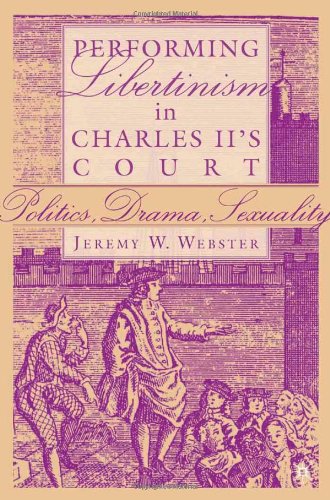 PERFORMING
Libertinism
in
CHARLES II'S
COURT
Politics, Drama, Sexuality
JEREMY W. WEBSTER